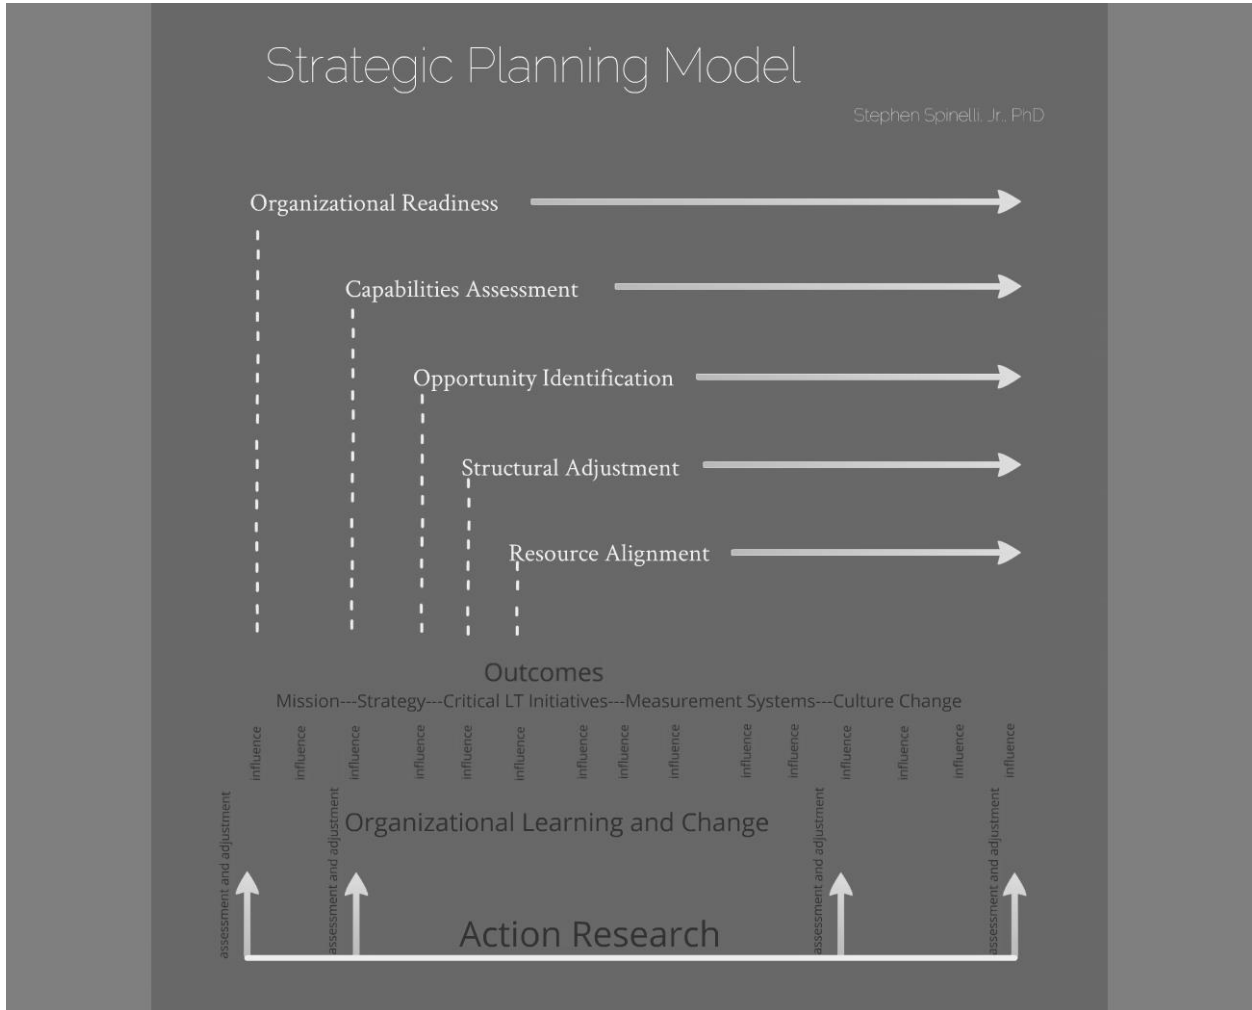 Strategic Planning Model
Stephen Spinelli, Jr., PhD
Organizational Readiness
Capabilities Assessment
Opportunity Identification
Structural Adjustment
Resource Alignment
Outcomes
Mission---Strategy---Critical LT Initiatives---Measurement Systems---Culture Change
influence influence influence influence influence influence influence influence influence influence influence influence influence influence influence
assessment and adjustment assessment and adjustment assessment and adjustment assessment and adjustment
Organizational Learning and Change
Action Research